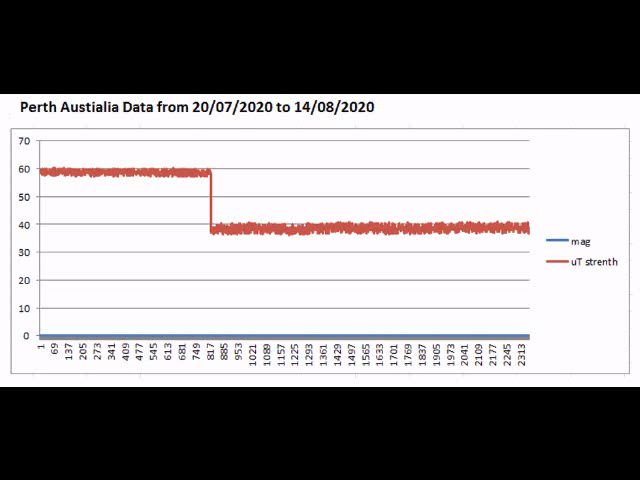 Perth Austialia Data from 20/07/2020 to 14/08/2020
70
60
50
40
30
20
10
0
1 69 137 205 273 341 409 477 545 613 681 749 817 885 953 1021 1089 1157 1225 1293 1361 1429 1497 1565 1633 1701 1769 1837 1905 1973 2041 2109 2177 2245 2313
mag
uT strenth